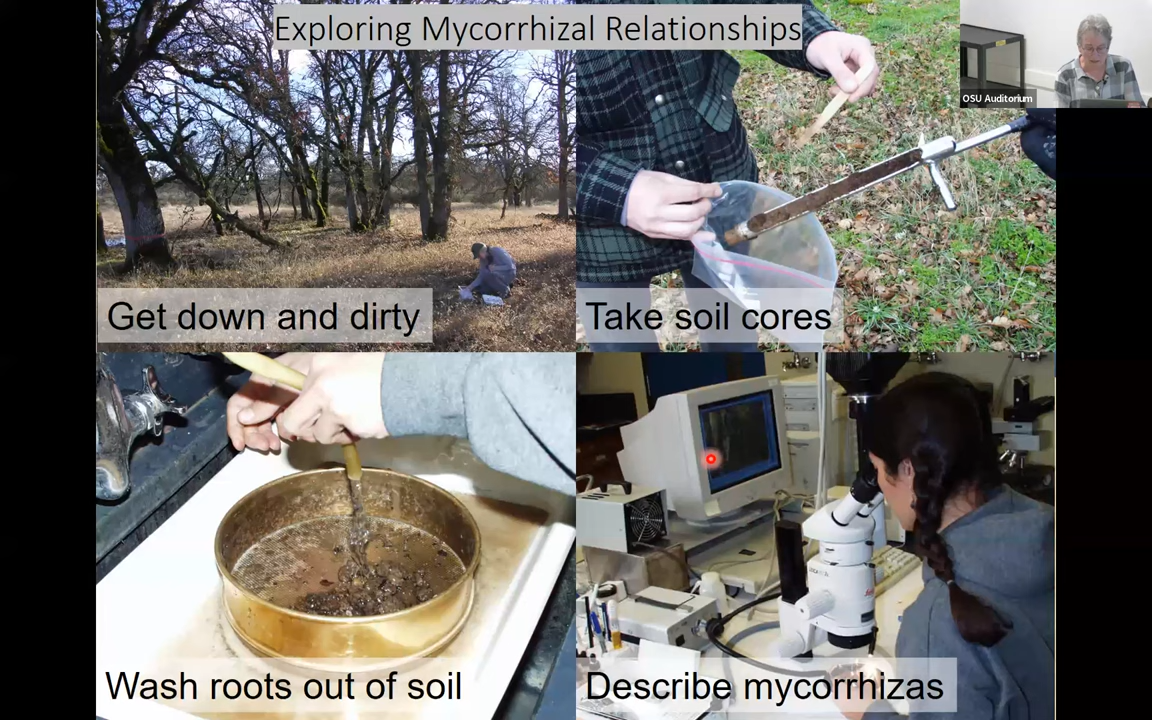 Exploring Mycorrhizal Relationships
OSU Auditorium
Get down and dirty
Take soil cores
Wash roots out of soil
Describe mycorrhizas